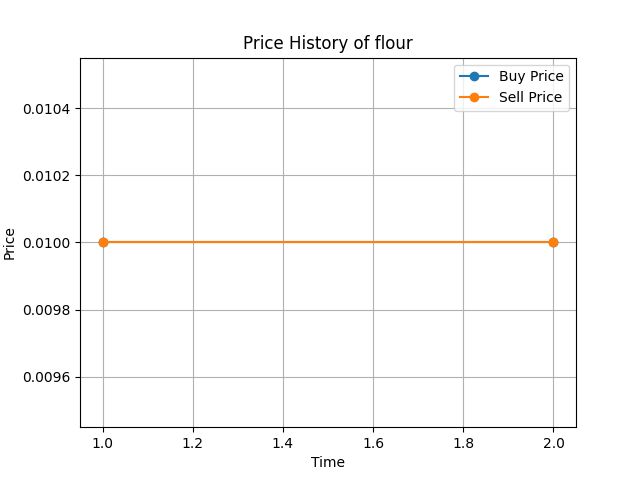 Price History of flour
Buy Price
Sell Price
0.0104
0.0102
0.0100
0.0098
0.0096
Price
1.0 1.2 1.4 1.6 1.8 2.0
Time